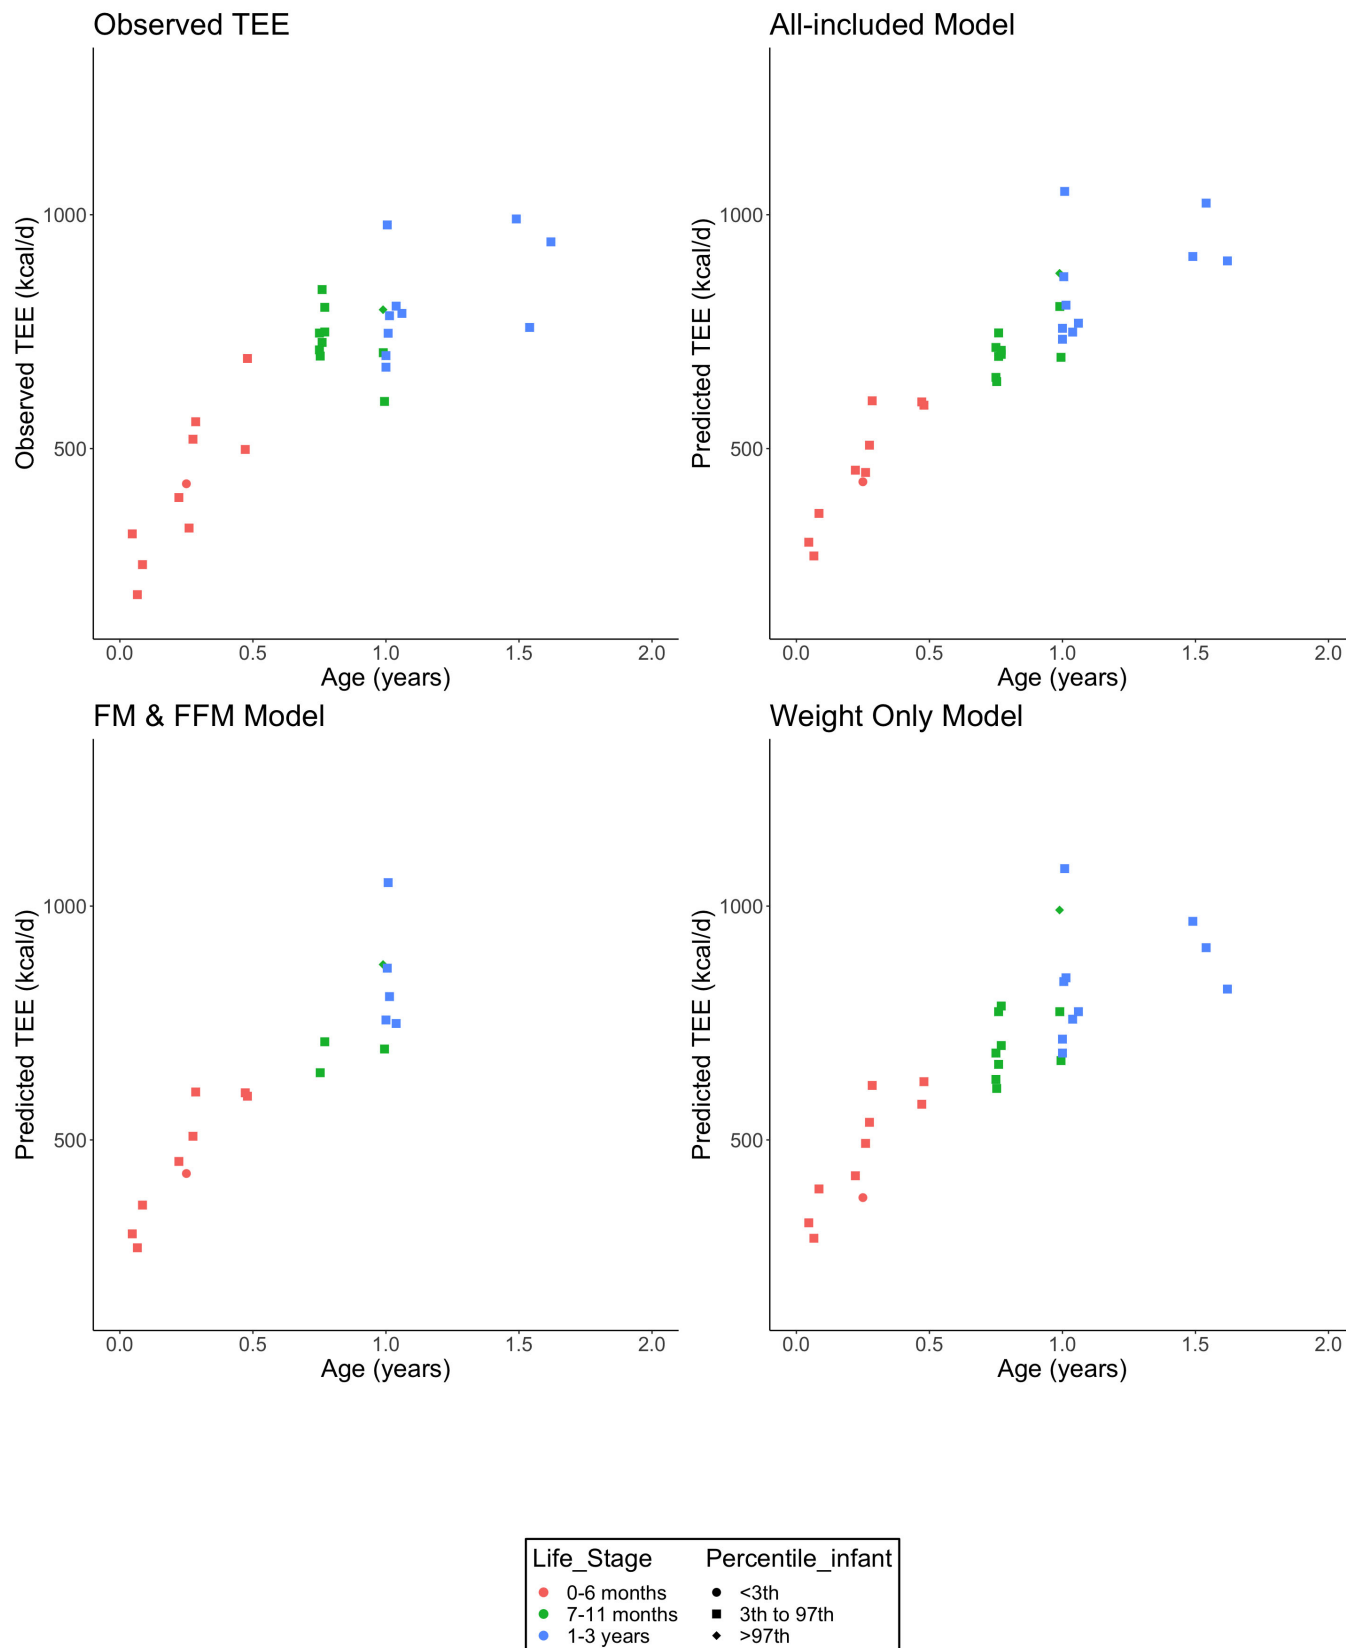 Observed TEE
Observed TEE (kcal/d)
1000
500
0.0 0.5 1.0 1.5 2.0
Age (years)
All-included Model
Predicted TEE (kcal/d)
1000
500
0.0 0.5 1.0 1.5 2.0
Age (years)
FM & FFM Model
Predicted TEE (kcal/d)
1000
500
0.0 0.5 1.0 1.5 2.0
Age (years)
Weight Only Model
Predicted TEE (kcal/d)
1000
500
0.0 0.5 1.0 1.5 2.0
Age (years)
Life_Stage
0-6 months
7-11 months
1-3 years
Percentile_infant
<3th
3th to 97th
>97th